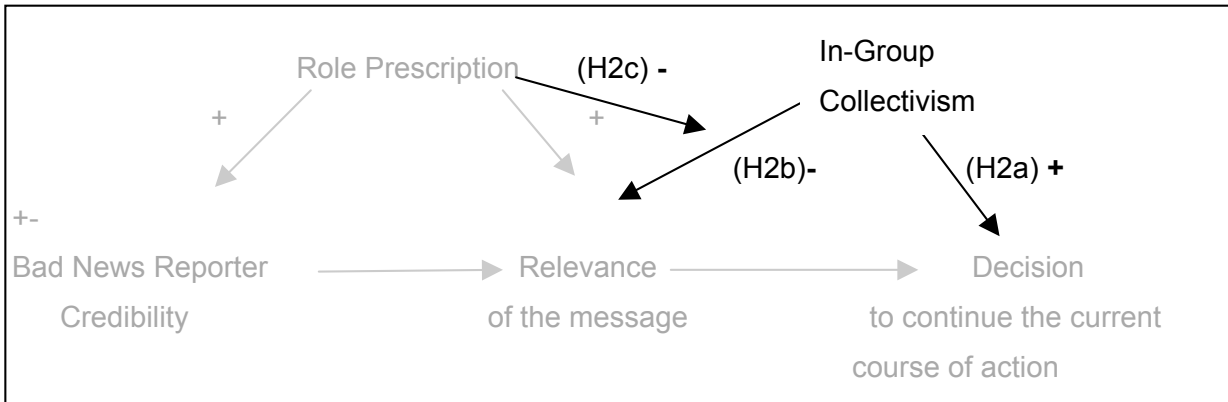 Role Prescription
(H2c) -
In-Group
Collectivism
+
+
(H2b)-
(H2a) +
+-
Bad News Reporter
Credibility
Relevance
of the message
Decision
to continue the current
course of action